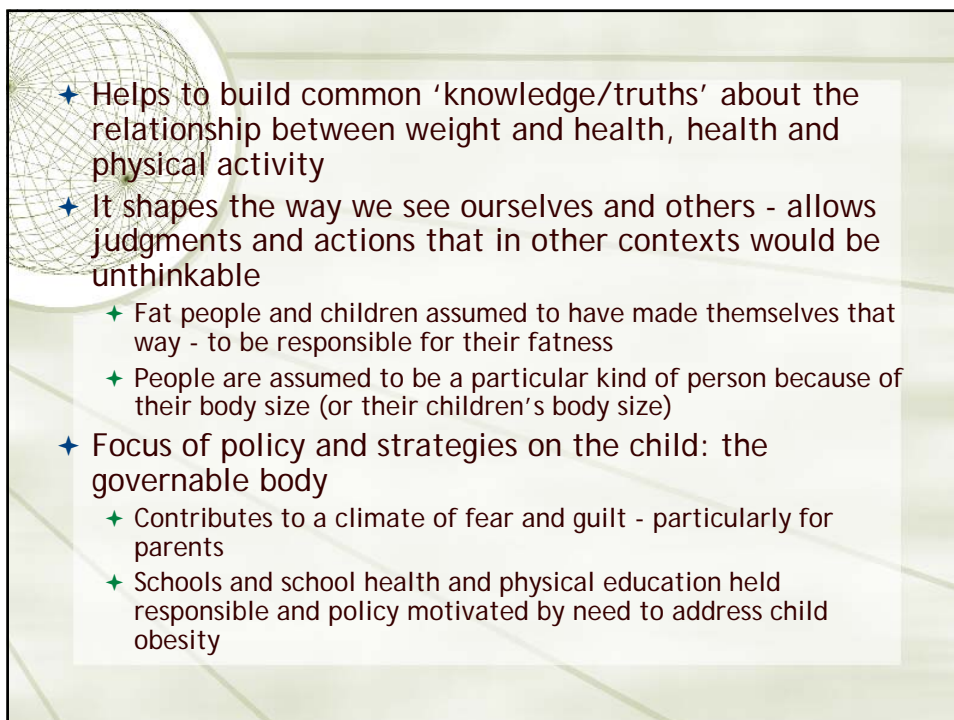 Helps to build common ‘knowledge/truths’ about the
relationship between weight and health, health and
physical activity
It shapes the way we see ourselves and others - allows
judgments and actions that in other contexts would be
unthinkable
Fat people and children assumed to have made themselves that
way - to be responsible for their fatness
People are assumed to be a particular kind of person because of
their body size (or their children’s body size)
Focus of policy and strategies on the child: the
governable body
Contributes to a climate of fear and guilt - particularly for
parents
Schools and school health and physical education held
responsible and policy motivated by need to address child
obesity